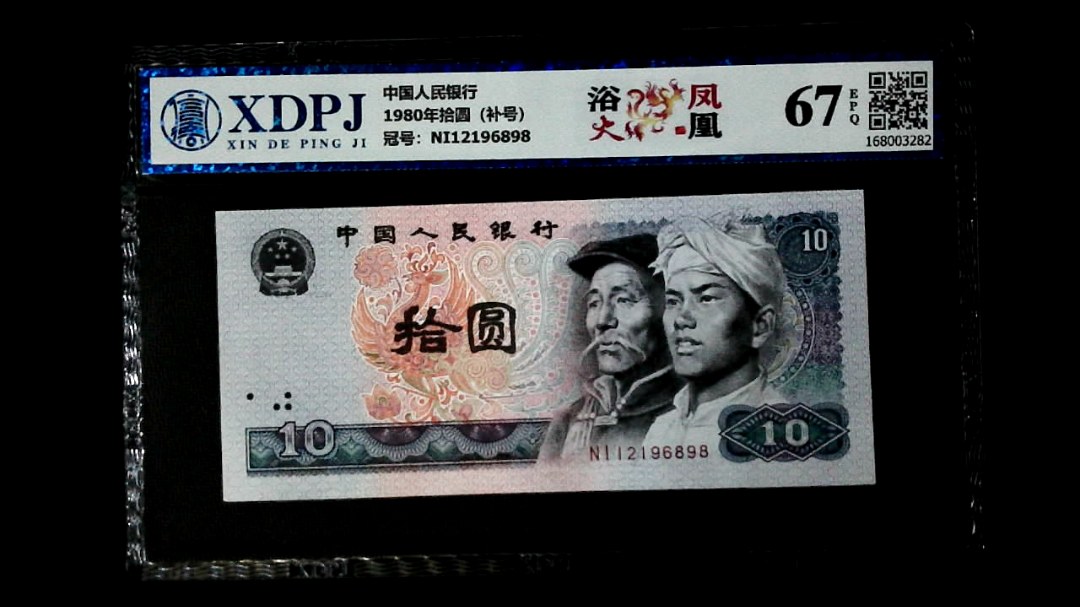 XDPJ
XIN DE PING JI
中国人民银行
1980年拾圆（补号）
冠号：NI12196898
浴火
凤凰
67
EPQ
168003282
中国人民银行
10
拾圆
10
NI12196898
10